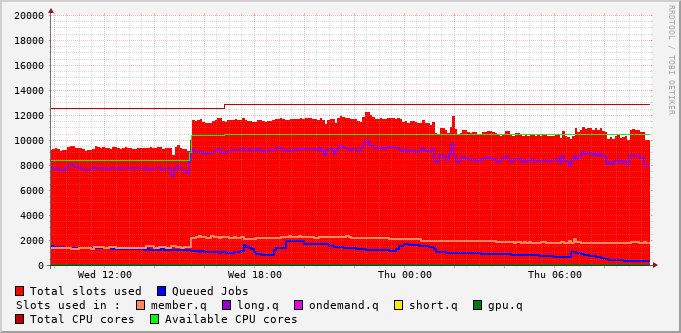 20000
18000
16000
14000
12000
10000
8000
6000
4000
2000
0
RRDTOOL / TOBI OETIKER
Wed 12:00 Wed 18:00 Thu 00:00 Thu 06:00
Total slots used Queued Jobs
Slots used in : member.q long.q ondemand.q short.q gpu.q
Total CPU cores Available CPU cores